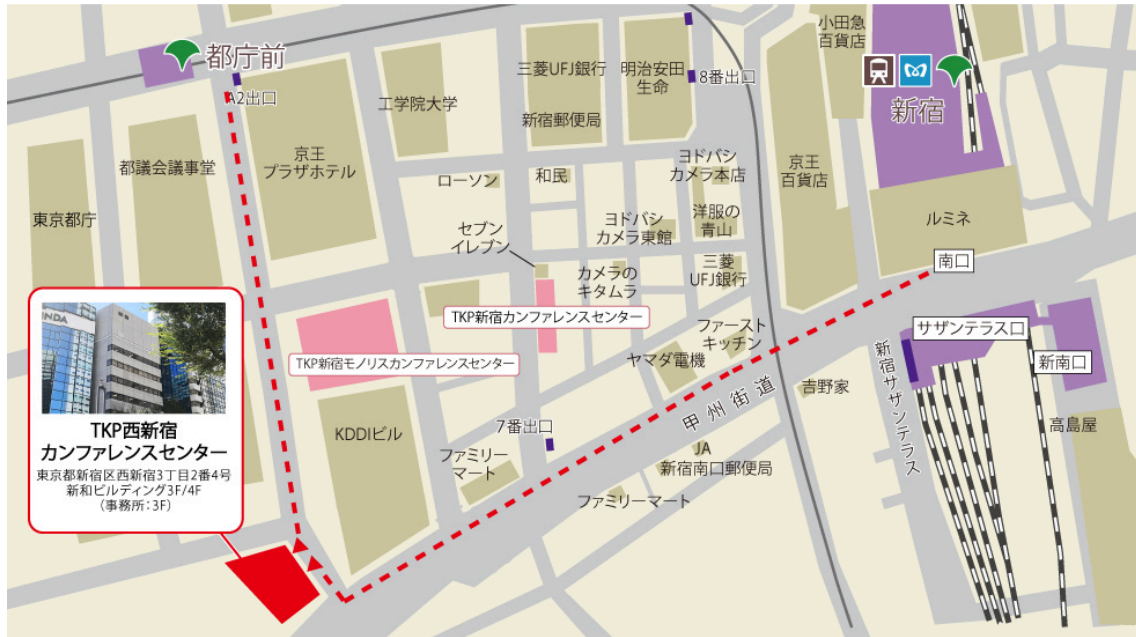 都庁前
A2出口
三菱UFJ銀行
新宿郵便局
明治安田
生命
8番出口
小田急
百貨店
新宿
工学院大学
都議会議事堂
京王
プラザホテル
東京都庁
ローソン
和民
ヨドバシ
カメラ本店
京王
百貨店
セブン
イレブン
ヨドバシ
カメラ東館
洋服の
青山
ルミネ
カメラの
キタムラ
三菱
UFJ銀行
南口
TKP新宿カンファレンスセンター
ファースト
キッチン
サザンテラス口
新南口
TKP新宿モノリスカンファレンスセンター
ヤマダ電機
吉野家
新宿サザンテラス
高島屋
甲州街道
KDDIビル
7番出口
ファミリー
マート
JA
新宿南口郵便局
ファミリーマート
INDA
TKP西新宿
カンファレンスセンター
東京都新宿区西新宿3丁目2番4号
新和ビルディング3F/4F
（事務所：3F）